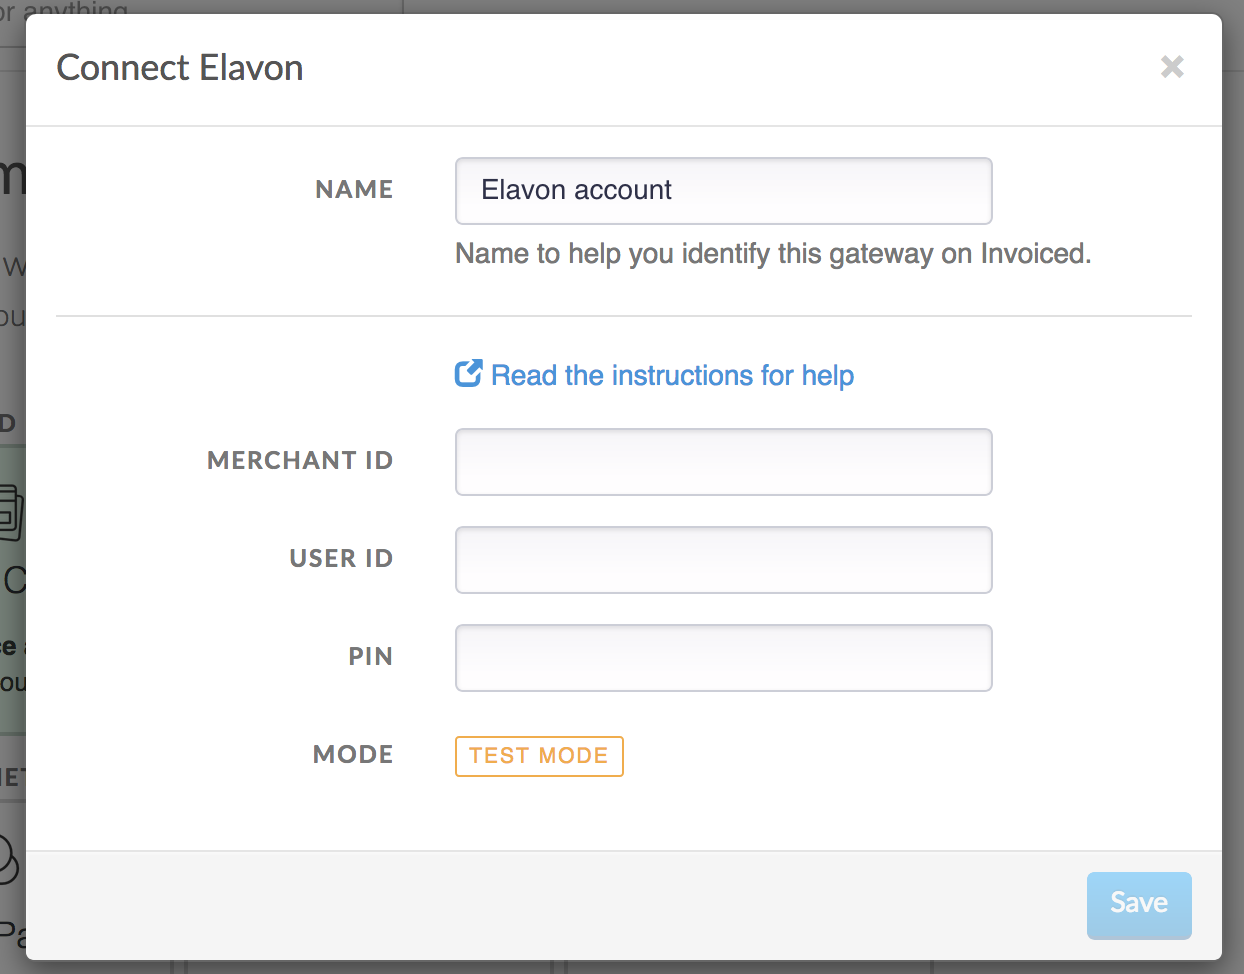 or anything
Connect Elavon
NAME
Elavon account
Name to help you identify this gateway on Invoiced.
Read the instructions for help
MERCHANT ID
USER ID
PIN
MODE
TEST MODE
Save